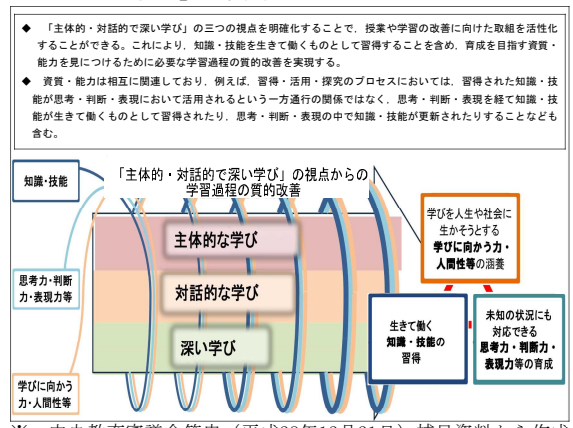 ◆ 「主体的・対話的で深い学び」の三つの視点を明確化することで，授業や学習の改善に向けた取組を活性化
することができる。これにより，知識・技能を生きて働くものとして習得することを含め，育成を目指す資質・
能力を見につけるために必要な学習過程の質的改善を実現する。
◆ 資質・能力は相互に関連しており，例えば，習得・活用・探究のプロセスにおいては，習得された知識・技
能が思考・判断・表現において活用されるという一方通行の関係ではなく，思考・判断・表現を経て知識・技
能が生きて働くものとして習得されたり，思考・判断・表現の中で知識・技能が更新されたりすることなども
含む。
知識・技能
「主体的・対話的で深い学び」の視点からの
学習過程の質的改善
主体的な学び
対話的な学び
深い学び
思考力・判断
力・表現力等
学びに向かう
力・人間性等
学びを人生や社会に
生かそうとする
学びに向かう力・
人間性等の涵養
生きて働く
知識・技能の
習得
未知の状況にも
対応できる
思考力・判断力・
表現力等の育成